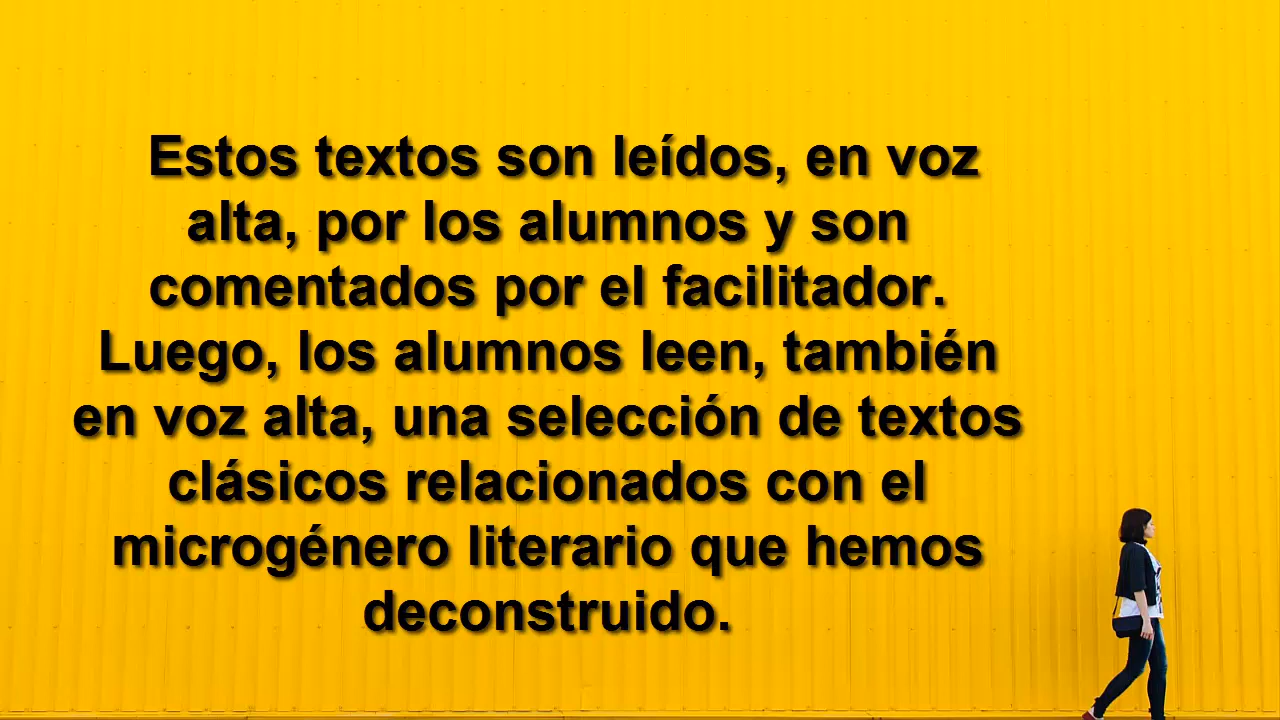 Estos textos son leídos, en voz
alta, por los alumnos y son
comentados por el facilitador.
Luego, los alumnos leen, también
en voz alta, una selección de textos
clásicos relacionados con el
microgénero literario que hemos
deconstruido.